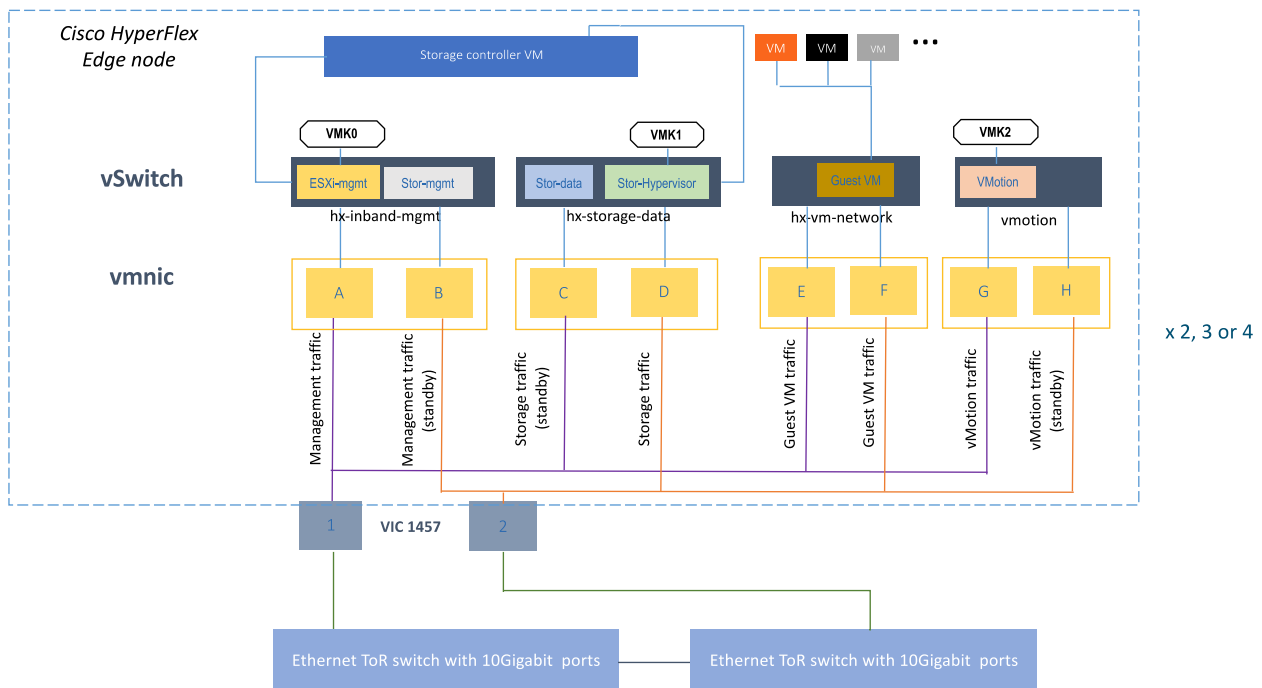 Cisco HyperFlex
Edge node
Storage controller VM
VM
VM
VM
...
VMK0
VMK1
VMK2
vSwitch
ESXi-mgmt
Stor-mgmt
Stor-data
Stor-Hypervisor
Guest VM
VMotion
hx-inband-mgmt
hx-storage-data
hx-vm-network
vmotion
vmnic
A
B
C
D
E
F
G
H
x 2, 3 or 4
Management traffic
Management traffic
(standby)
Storage traffic
(standby)
Storage traffic
Guest VM traffic
Guest VM traffic
vMotion traffic
vMotion traffic
(standby)
1
VIC 1457
2
Ethernet ToR switch with 10Gigabit ports
Ethernet ToR switch with 10Gigabit ports